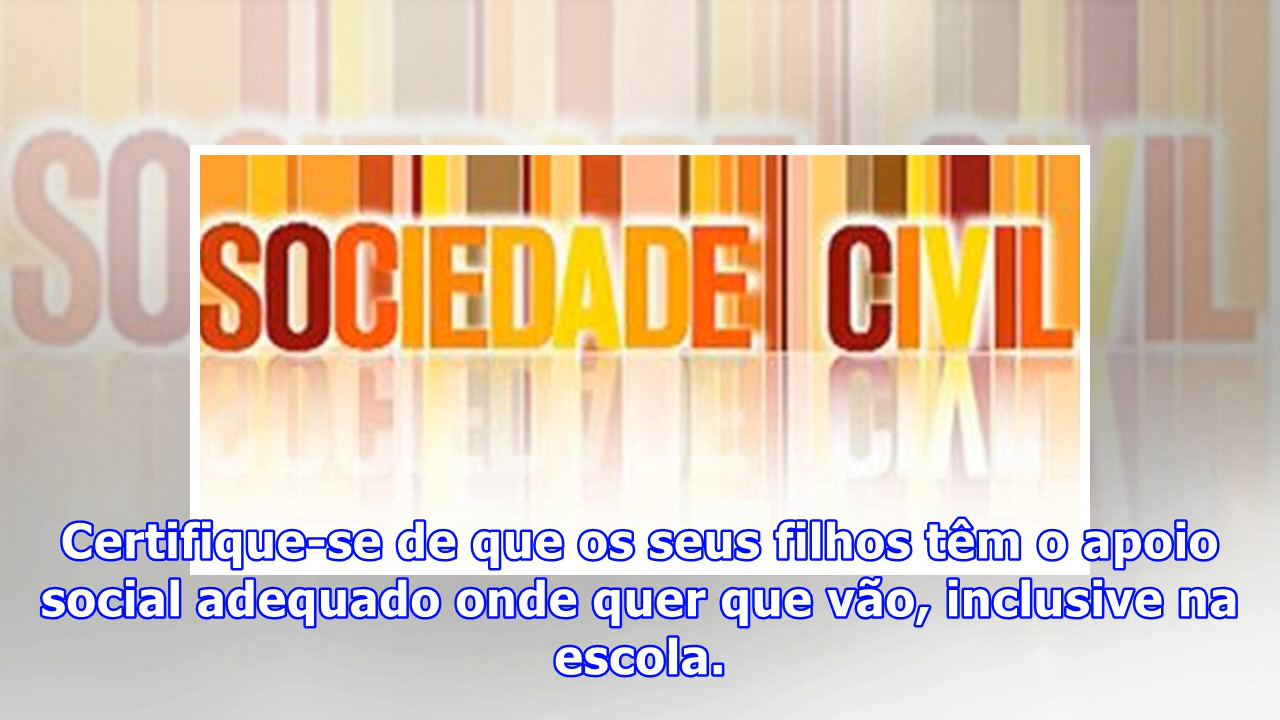 SOCIEDADE CIVIL
Certifique-se de que os seus filhos têm o apoio
social adequado onde quer que vão, inclusive na
escola.